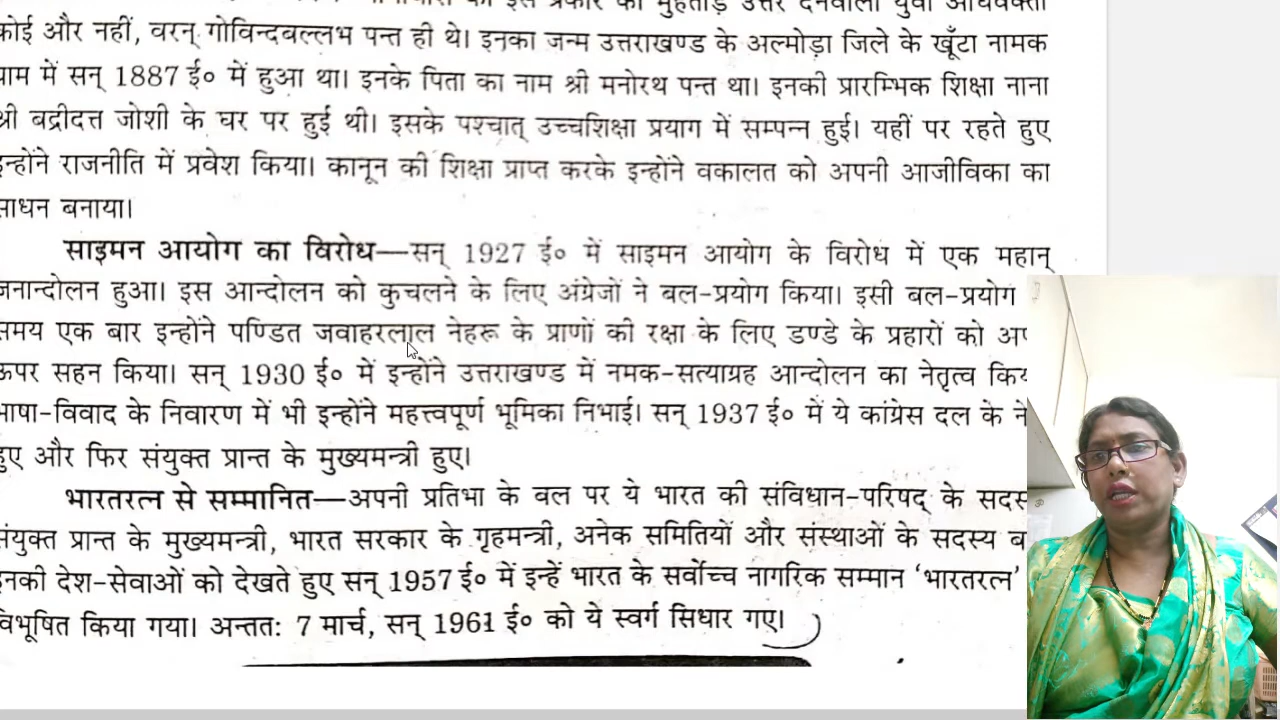 कोई और नहीं, वरन् गोविन्दबल्लभ पन्त ही थे। इनका जन्म उत्तराखण्ड के अल्मोड़ा जिले के खूँटा नामक
ग्राम में सन् 1887 ई० में हुआ था। इनके पिता का नाम श्री मनोरथ पन्त था। इनकी प्रारम्भिक शिक्षा नाना
श्री बद्रीदत्त जोशी के घर पर हुई थी। इसके पश्चात् उच्चशिक्षा प्रयाग में सम्पन्न हुई। यहीं पर रहते हुए
इन्होंने राजनीति में प्रवेश किया। कानून की शिक्षा प्राप्त करके इन्होंने वकालत को अपनी आजीविका का
साधन बनाया।
साइमन आयोग का विरोध—सन् 1927 ई० में साइमन आयोग के विरोध में एक महान्
जनान्दोलन हुआ। इस आन्दोलन को कुचलने के लिए अंग्रेजों ने बल-प्रयोग किया। इसी बल-प्रयोग
समय एक बार इन्होंने पण्डित जवाहरलाल नेहरू के प्राणों की रक्षा के लिए डण्डे के प्रहारों को
ऊपर सहन किया। सन् 1930 ई० में इन्होंने उत्तराखण्ड में नमक-सत्याग्रह आन्दोलन का नेतृत्व
भाषा-विवाद के निवारण में भी इन्होंने महत्त्वपूर्ण भूमिका निभाई। सन् 1937 ई० में ये कांग्रेस दल के
हुए और फिर संयुक्त प्रान्त के मुख्यमन्त्री हुए।
भारतरत्न से सम्मानित—अपनी प्रतिभा के बल पर ये भारत की संविधान-परिषद् के
संयुक्त प्रान्त के मुख्यमन्त्री, भारत सरकार के गृहमन्त्री, अनेक समितियों और संस्थाओं के सदस्य
इनकी देश-सेवाओं को देखते हुए सन् 1957 ई० में इन्हें भारत के सर्वोच्च नागरिक सम्मान ‘भारतरत्न’
विभूषित किया गया। अन्ततः 7 मार्च, सन् 1961 ई० को ये स्वर्ग सिधार गए।